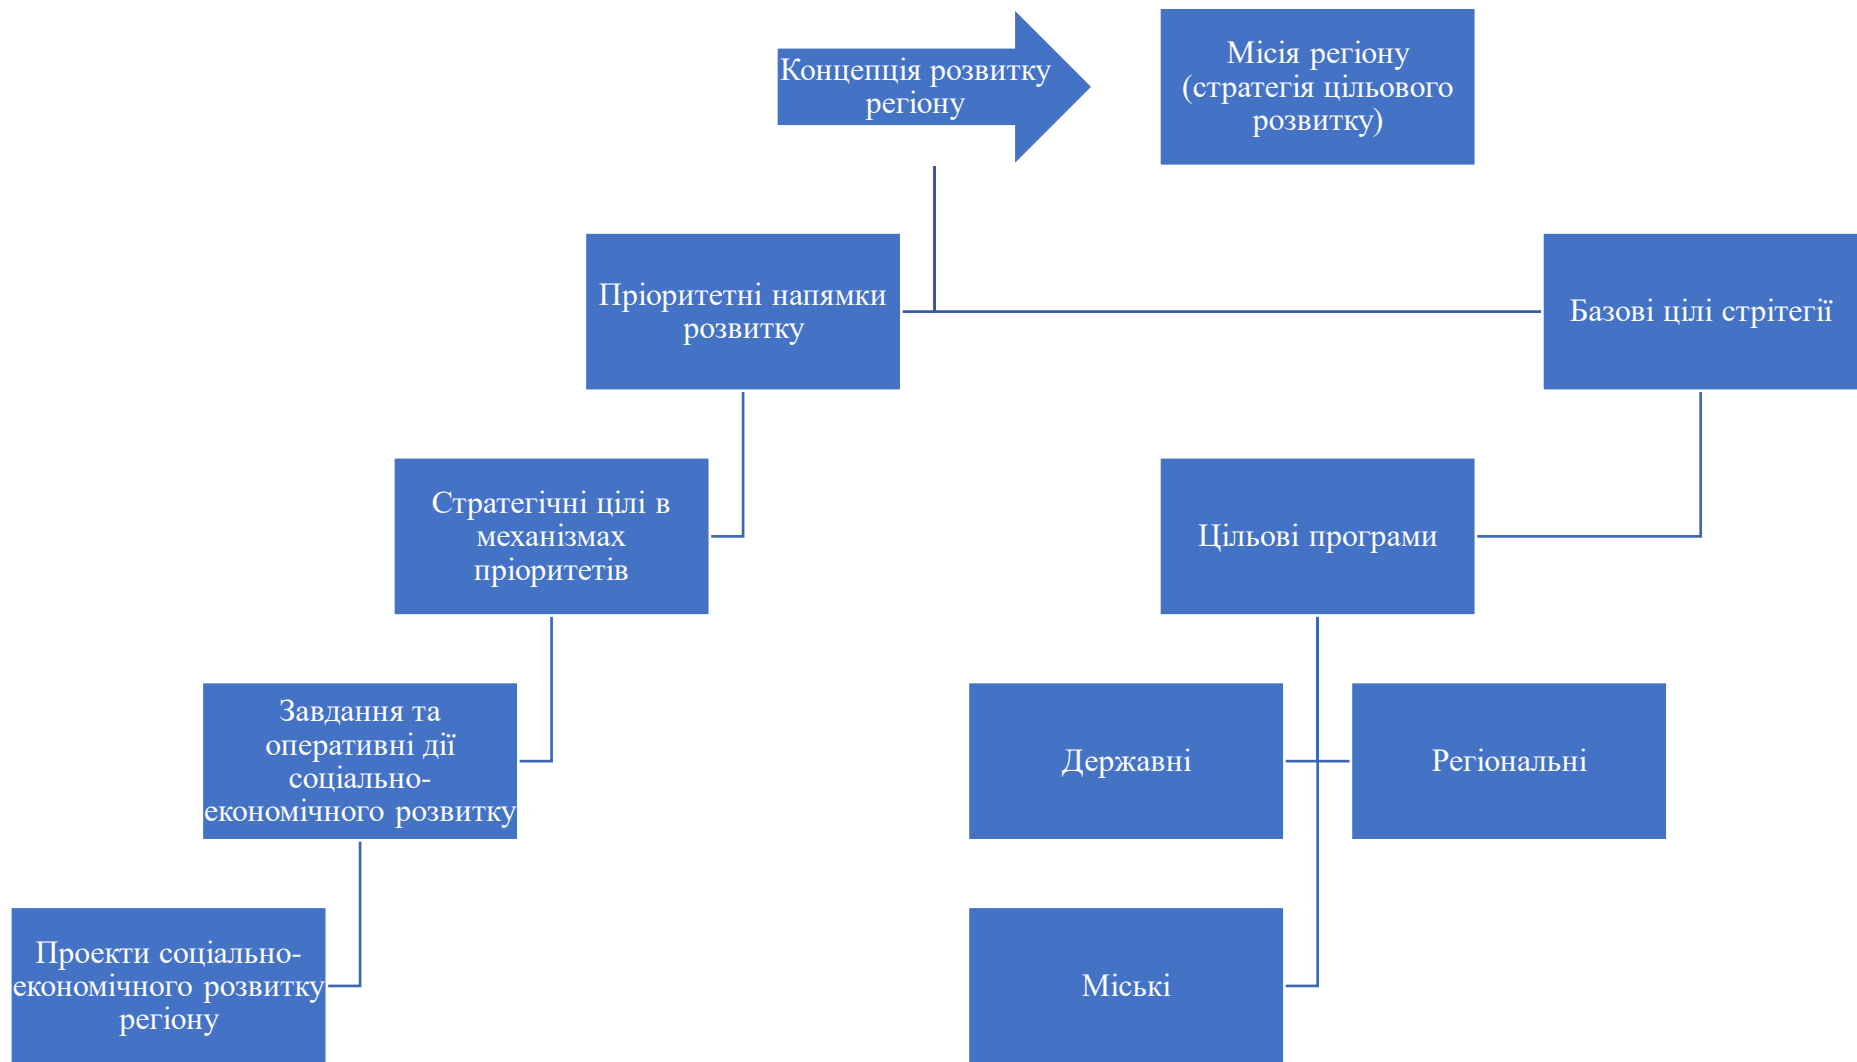 Концепція розвитку
регіону
Місія регіону
(стратегія цільового
розвитку)
Пріоритетні напямки
розвитку
Базові цілі стрітегії
Стратегічні цілі в
механізмах
пріоритетів
Цільові програми
Завдання та
оперативні дії
соціально-
економічного розвитку
Державні
Регіональні
Проекти соціально-
економічного розвитку
регіону
Міські